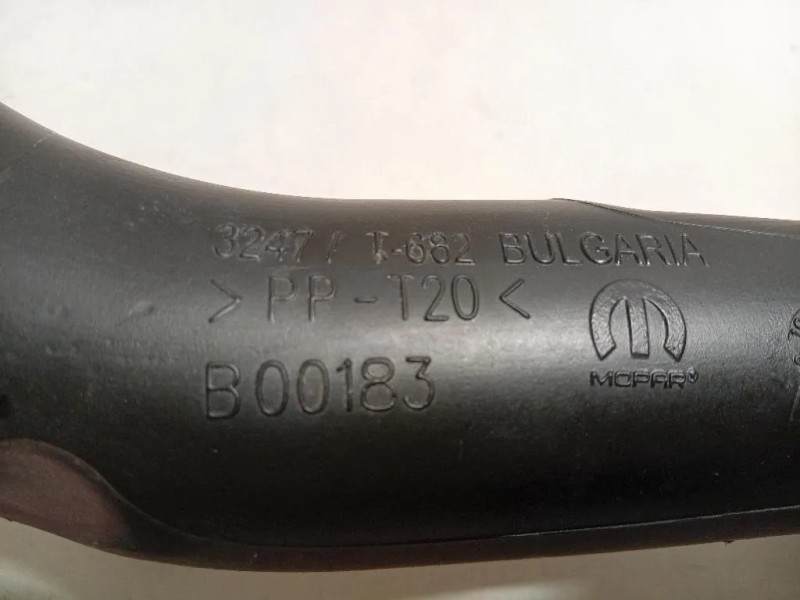 3247 / T-682 BULGARIA
> PP-T20 <
B00183
MOPAR®